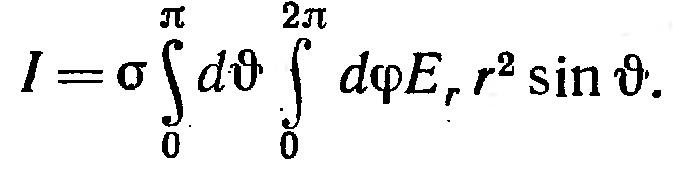 I = σ ∫₀^π dϑ ∫₀^2π dφ E_r r² sin ϑ.